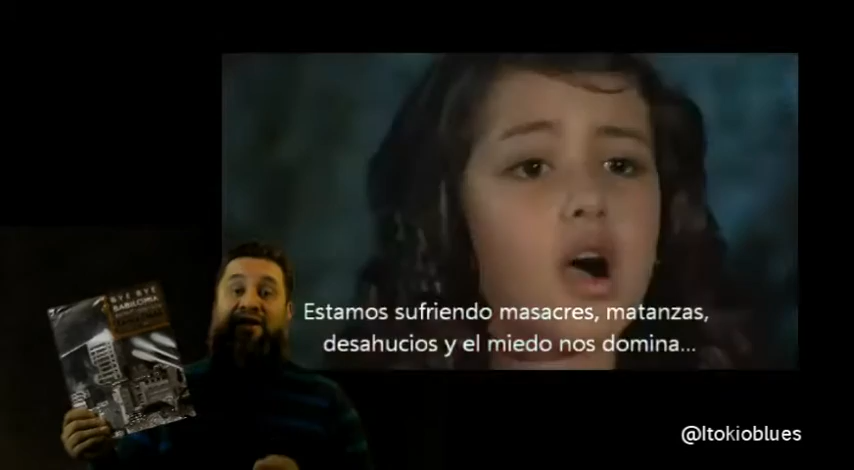 BYE BYE
BABILONIA
Estamos sufriendo masacres, matanzas,
desahucios y el miedo nos domina...
@ltokioblues